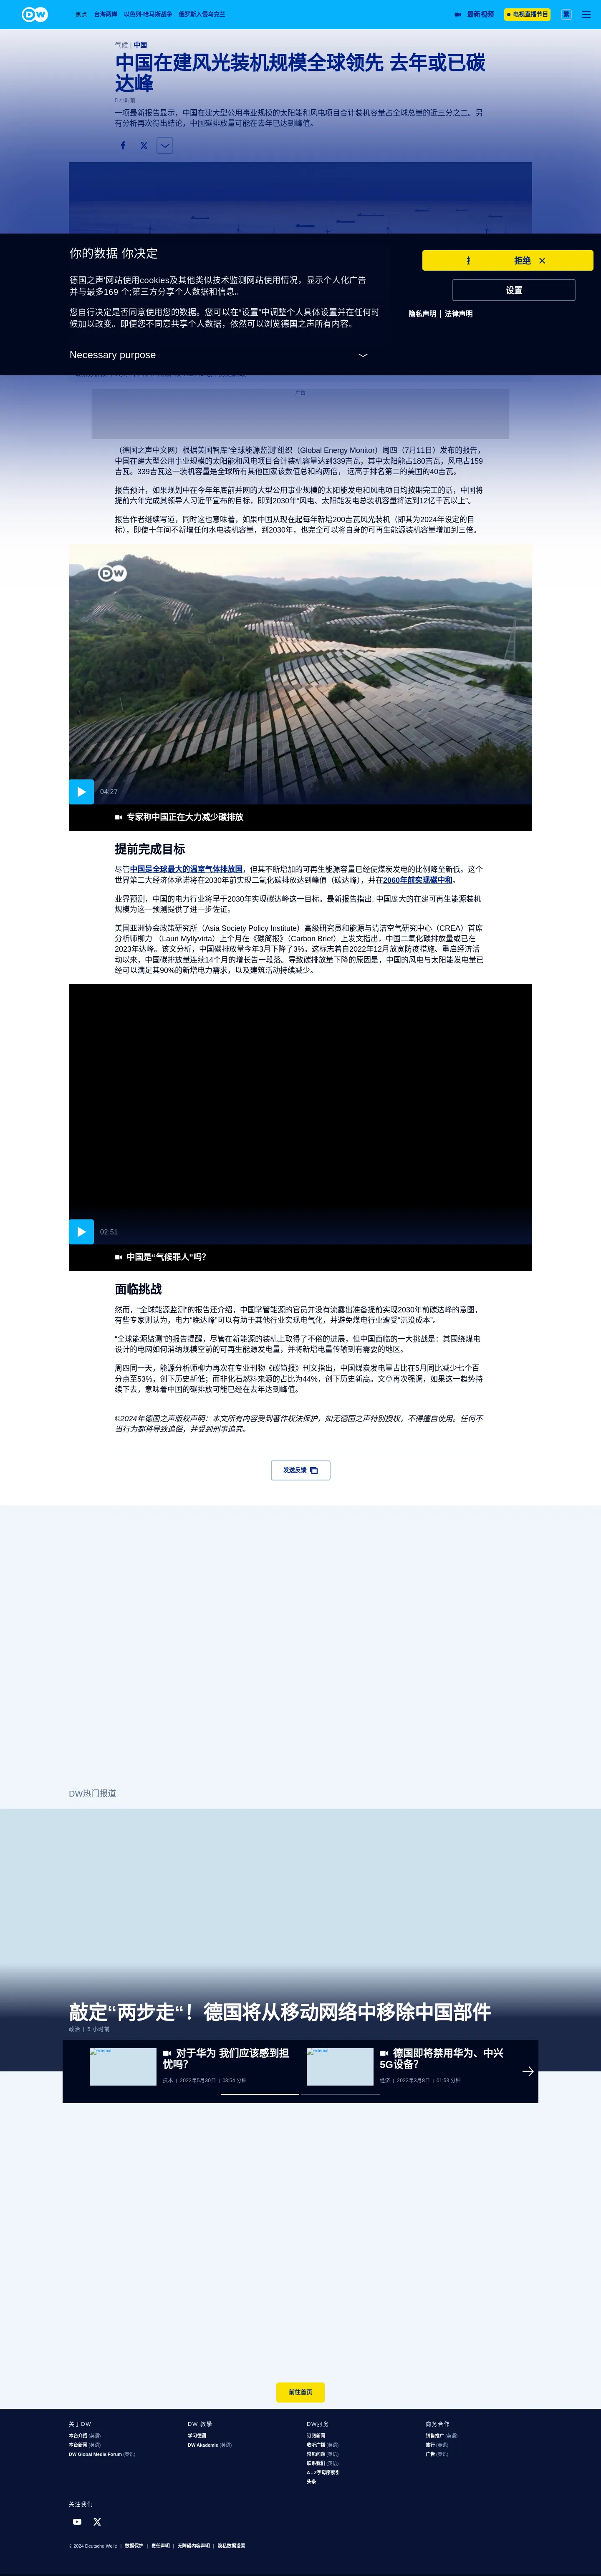 DW
焦点 台海两岸 以色列-哈马斯战争 俄罗斯入侵乌克兰 最新视频 电视直播节目 繁
气候 | 中国
中国在建风光装机规模全球领先 去年或已碳
达峰
小时前
一项最新报告显示，中国在建大型公用事业规模的太阳能和风电项目合计装机容量占全球总量的近三分之二。另
有分析再次得出结论，中国碳排放量可能在去年已达到峰值。
你的数据 你决定
德国之声'网站使用cookies及其他类似技术监测网站使用情况，显示个人化广告
并与最多169 个;第三方分享个人数据和信息。
您自行决定是否同意使用您的数据。您可以在“设置”中调整个人具体设置并在任何时
候加以改变。即便您不同意共享个人数据，依然可以浏览德国之声所有内容。
Necessary purpose
拒绝
设置
隐私声明 | 法律声明
广告
（德国之声中文网）根据美国智库“全球能源监测”组织（Global Energy Monitor）周四（7月11日）发布的报告，
中国在建大型公用事业规模的太阳能和风电项目合计装机容量达到339吉瓦，其中太阳能占180吉瓦，风电占159
吉瓦。339吉瓦这一装机容量是全球所有其他国家该数值总和的两倍， 远高于排名第二的美国的40吉瓦。
报告预计，如果规划中在今年年底前并网的大型公用事业规模的太阳能发电和风电项目均按期完工的话，中国将
提前六年完成其领导人习近平宣布的目标，即到2030年“风电、太阳能发电总装机容量将达到12亿千瓦以上”。
报告作者继续写道，同时这也意味着，如果中国从现在起每年新增200吉瓦风光装机（即其为2024年设定的目
标），即使十年间不新增任何水电装机容量，到2030年，也完全可以将自身的可再生能源装机容量增加到三倍。
DW
04:27
专家称中国正在大力减少碳排放
提前完成目标
尽管中国是全球最大的温室气体排放国，但其不断增加的可再生能源容量已经使煤炭发电的比例降至新低。这个
世界第二大经济体承诺将在2030年前实现二氧化碳排放达到峰值（碳达峰），并在2060年前实现碳中和。
业界预测，中国的电力行业将早于2030年实现碳达峰这一目标。最新报告指出, 中国庞大的在建可再生能源装机
规模为这一预测提供了进一步佐证。
美国亚洲协会政策研究所（Asia Society Policy Institute）高级研究员和能源与清洁空气研究中心（CREA）首席
分析师柳力 （Lauri Myllyvirta）上个月在《碳简报》（Carbon Brief）上发文指出，中国二氧化碳排放量或已在
2023年达峰。该文分析，中国碳排放量今年3月下降了3%。这标志着自2022年12月放宽防疫措施、重启经济活
动以来，中国碳排放量连续14个月的增长告一段落。导致碳排放量下降的原因是，中国的风电与太阳能发电量已
经可以满足其90%的新增电力需求，以及建筑活动持续减少。
02:51
中国是“气候罪人”吗？
面临挑战
然而，“全球能源监测”的报告还介绍，中国掌管能源的官员并没有流露出准备提前实现2030年前碳达峰的意图，
有些专家则认为，电力“晚达峰”可以有助于其他行业实现电气化，并避免煤电行业遭受“沉没成本”。
“全球能源监测”的报告提醒，尽管在新能源的装机上取得了不俗的进展，但中国面临的一大挑战是：其围绕煤电
设计的电网如何消纳规模空前的可再生能源发电量，并将新增电量传输到有需要的地区。
周四同一天，能源分析师柳力再次在专业刊物《碳简报》刊文指出，中国煤炭发电量占比在5月同比减少七个百
分点至53%，创下历史新低；而非化石燃料来源的占比为44%，创下历史新高。文章再次强调，如果这一趋势持
续下去，意味着中国的碳排放可能已经在去年达到峰值。
©2024年德国之声版权声明：本文所有内容受到著作权法保护，如无德国之声特别授权，不得擅自使用。任何不
当行为都将导致追偿，并受到刑事追究。
发送反馈
DW热门报道
敲定“两步走“！德国将从移动网络中移除中国部件
政治 | 小时前
external 对于华为 我们应该感到担
忧吗？
技术 | 2022年5月30日 | 03:54 分钟
external 德国即将禁用华为、中兴
5G设备？
经济 | 2023年3月8日 | 01:53 分钟
前往首页
关于DW
本台介绍 (英语)
本台新闻 (英语)
DW Global Media Forum (英语)
DW 教學
学习德语
DW Akademie (英语)
DW服务
订阅新闻
收听广播 (英语)
常见问题 (英语)
联系我们 (英语)
A - Z字母序索引
头条
商务合作
销售推广 (英语)
旅行 (英语)
广告 (英语)
关注我们
© 2024 Deutsche Welle | 数据保护 | 责任声明 | 无障碍内容声明 | 隐私数据设置